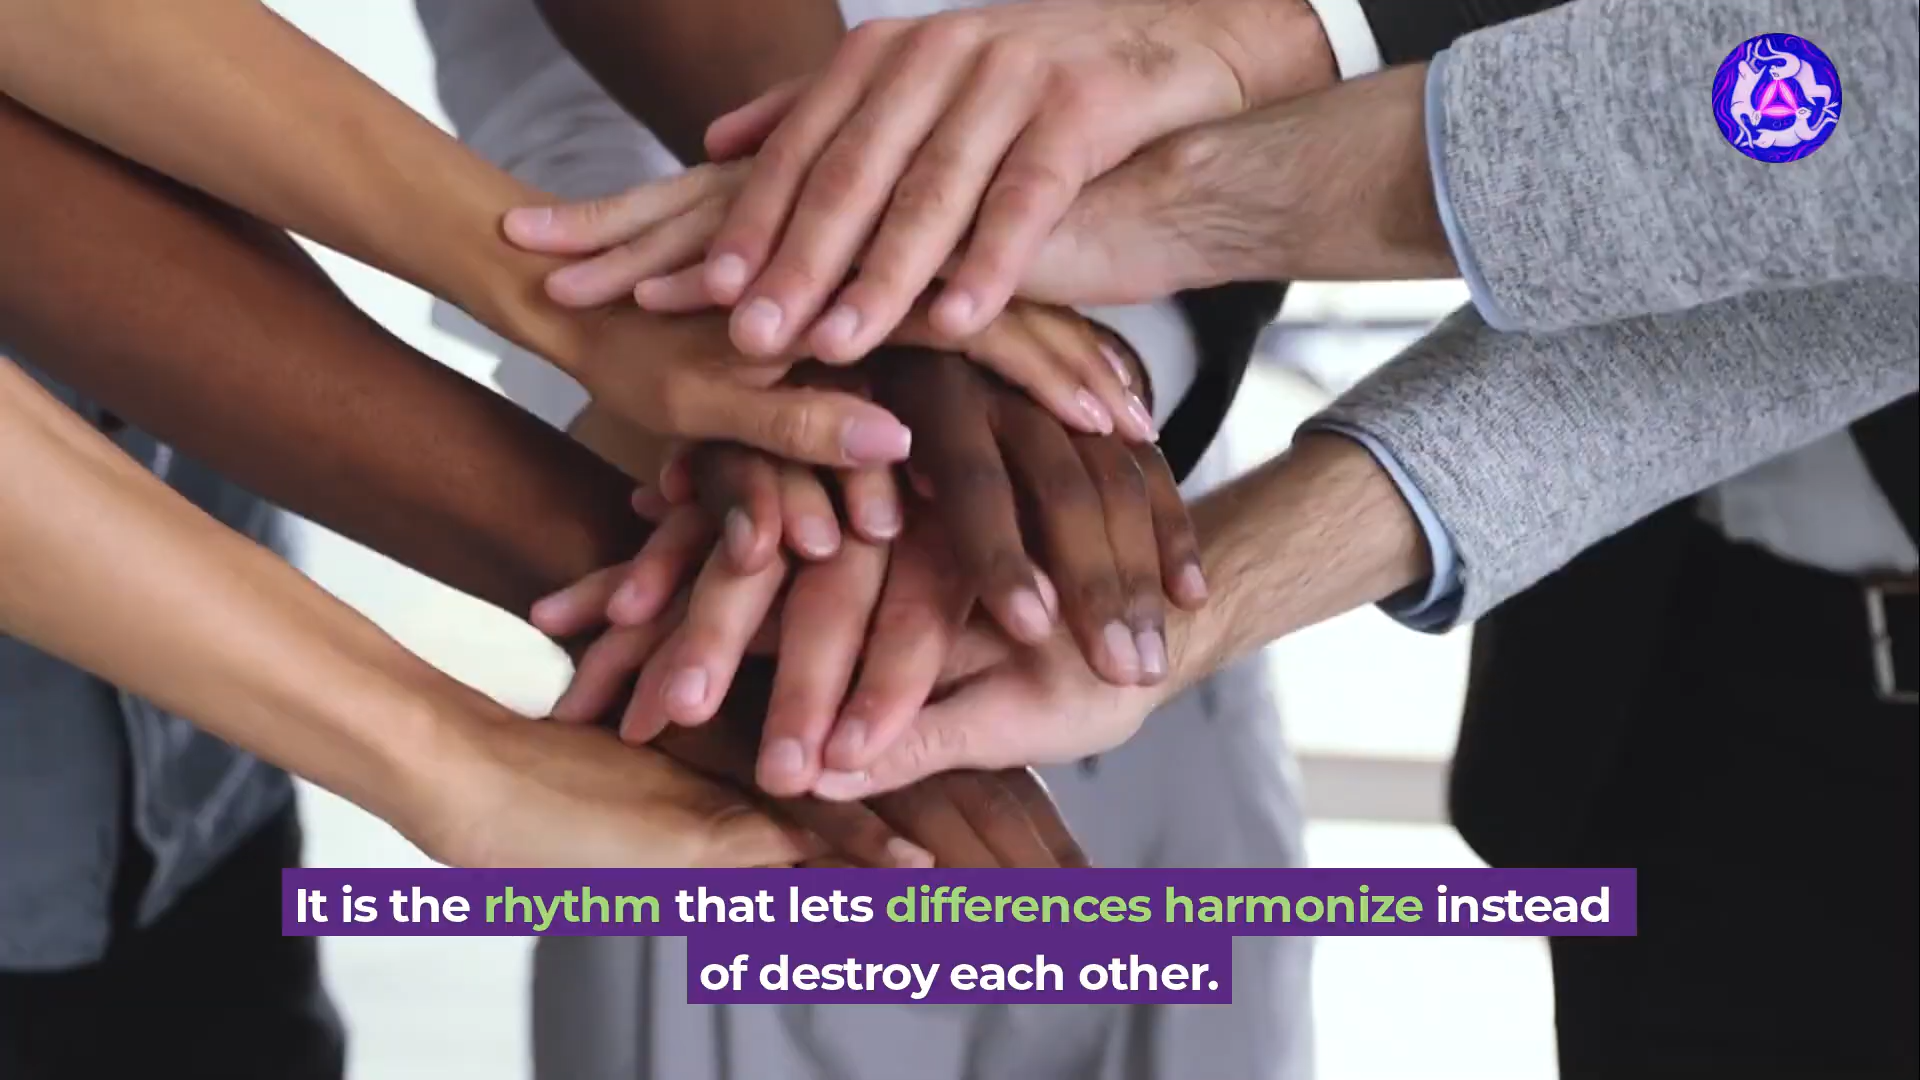 It is the rhythm that lets differences harmonize instead
of destroy each other.